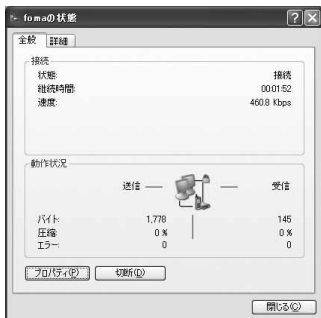 fomaの状態
全般 詳細
接続
状態: 接続
継続時間: 00:01:52
速度: 460.8 Kbps
動作状況
送信 — — 受信
バイト: 1,778 145
圧縮: 0 % 0 %
エラー: 0 0
プロパティ(P) 切断(D)
閉じる(C)